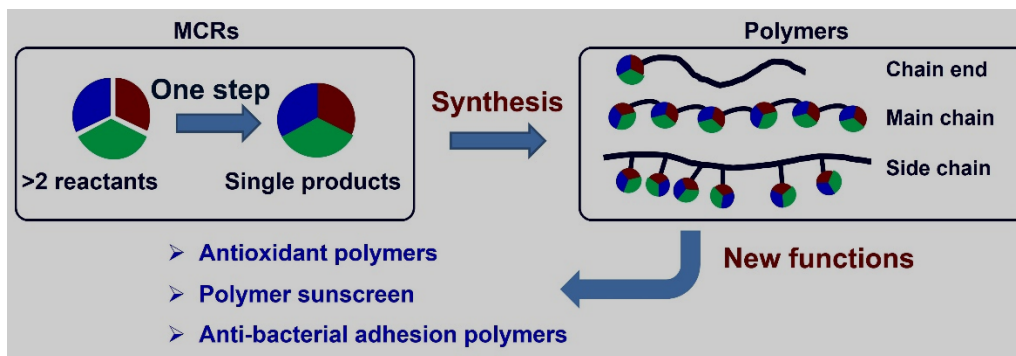 MCRs
One step
>2 reactants
Single products
Synthesis
Polymers
Chain end
Main chain
Side chain
New functions
➢ Antioxidant polymers
➢ Polymer sunscreen
➢ Anti-bacterial adhesion polymers